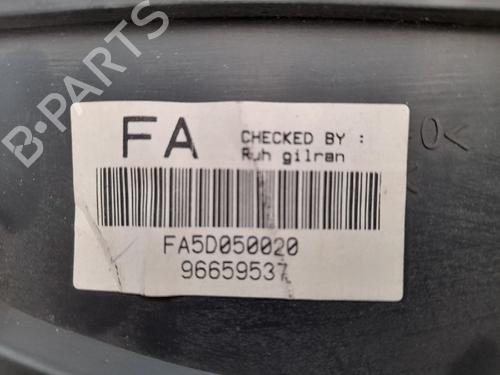 FA
CHECKED BY :
Ruh gilran
FA5D050020
96659537
B-PARTS